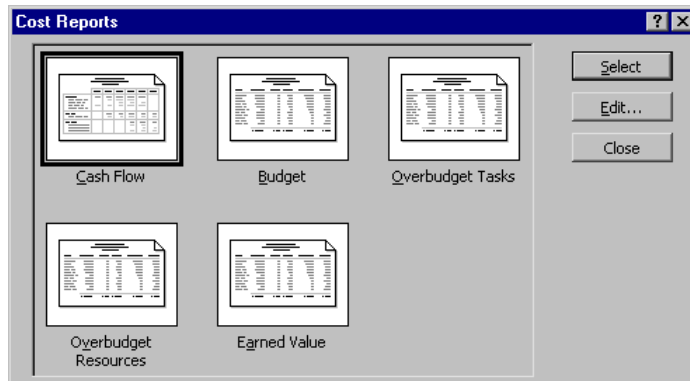 Cost Reports
Select
Edit...
Close
Cash Flow
Budget
Overbudget Tasks
Overbudget
Resources
Earned Value